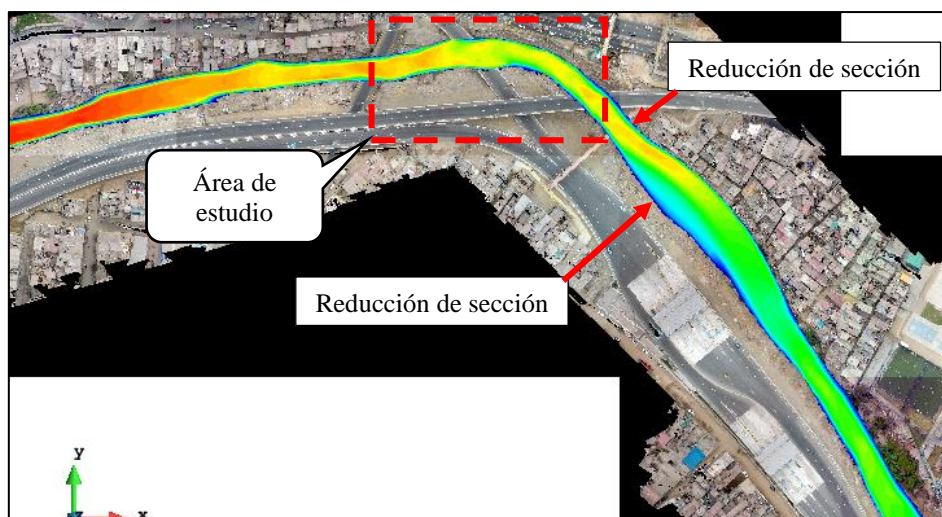 Reducción de sección
Área de
estudio
Reducción de sección
y
x